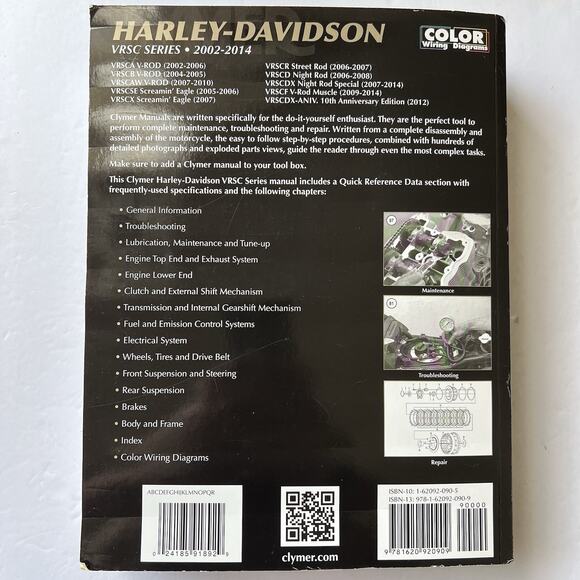 HARLEY-DAVIDSON
VRSC SERIES • 2002-2014
COLOR
Wiring Diagrams
VRSCA V-ROD (2002-2006)
VRSCB V-ROD (2004-2005)
VRSCAW V-ROD (2007-2010)
VRSCSE Screamin' Eagle (2005-2006)
VRSCX Screamin' Eagle (2007)
VRSCR Street Rod (2006-2007)
VRSCD Night Rod (2006-2008)
VRSCDX Night Rod Special (2007-2014)
VRSCF V-Rod Muscle (2009-2014)
VRSCDX-ANIV. 10th Anniversary Edition (2012)
Clymer Manuals are written specifically for the do-it-yourself enthusiast. They are the perfect tool to
perform complete maintenance, troubleshooting and repair. Written from a complete disassembly and
assembly of the motorcycle, the easy to follow step-by-step procedures, combined with hundreds of
detailed photographs and exploded parts views, guide the reader through even the most complex tasks.
Make sure to add a Clymer manual to your tool box.
This Clymer Harley-Davidson VRSC Series manual includes a Quick Reference Data section with
frequently-used specifications and the following chapters:
• General Information
• Troubleshooting
• Lubrication, Maintenance and Tune-up
• Engine Top End and Exhaust System
• Engine Lower End
• Clutch and External Shift Mechanism
• Transmission and Internal Gearshift Mechanism
• Fuel and Emission Control Systems
• Electrical System
• Wheels, Tires and Drive Belt
• Front Suspension and Steering
• Rear Suspension
• Brakes
• Body and Frame
• Index
• Color Wiring Diagrams
87
Maintenance
81
Troubleshooting
Repair
ABCDEFGHIJKLMNOPQR
0 24185 91892 9
clymer.com
ISBN-10: 1-62092-090-5
ISBN-13: 978-1-62092-090-9
90000
9 781620 920909